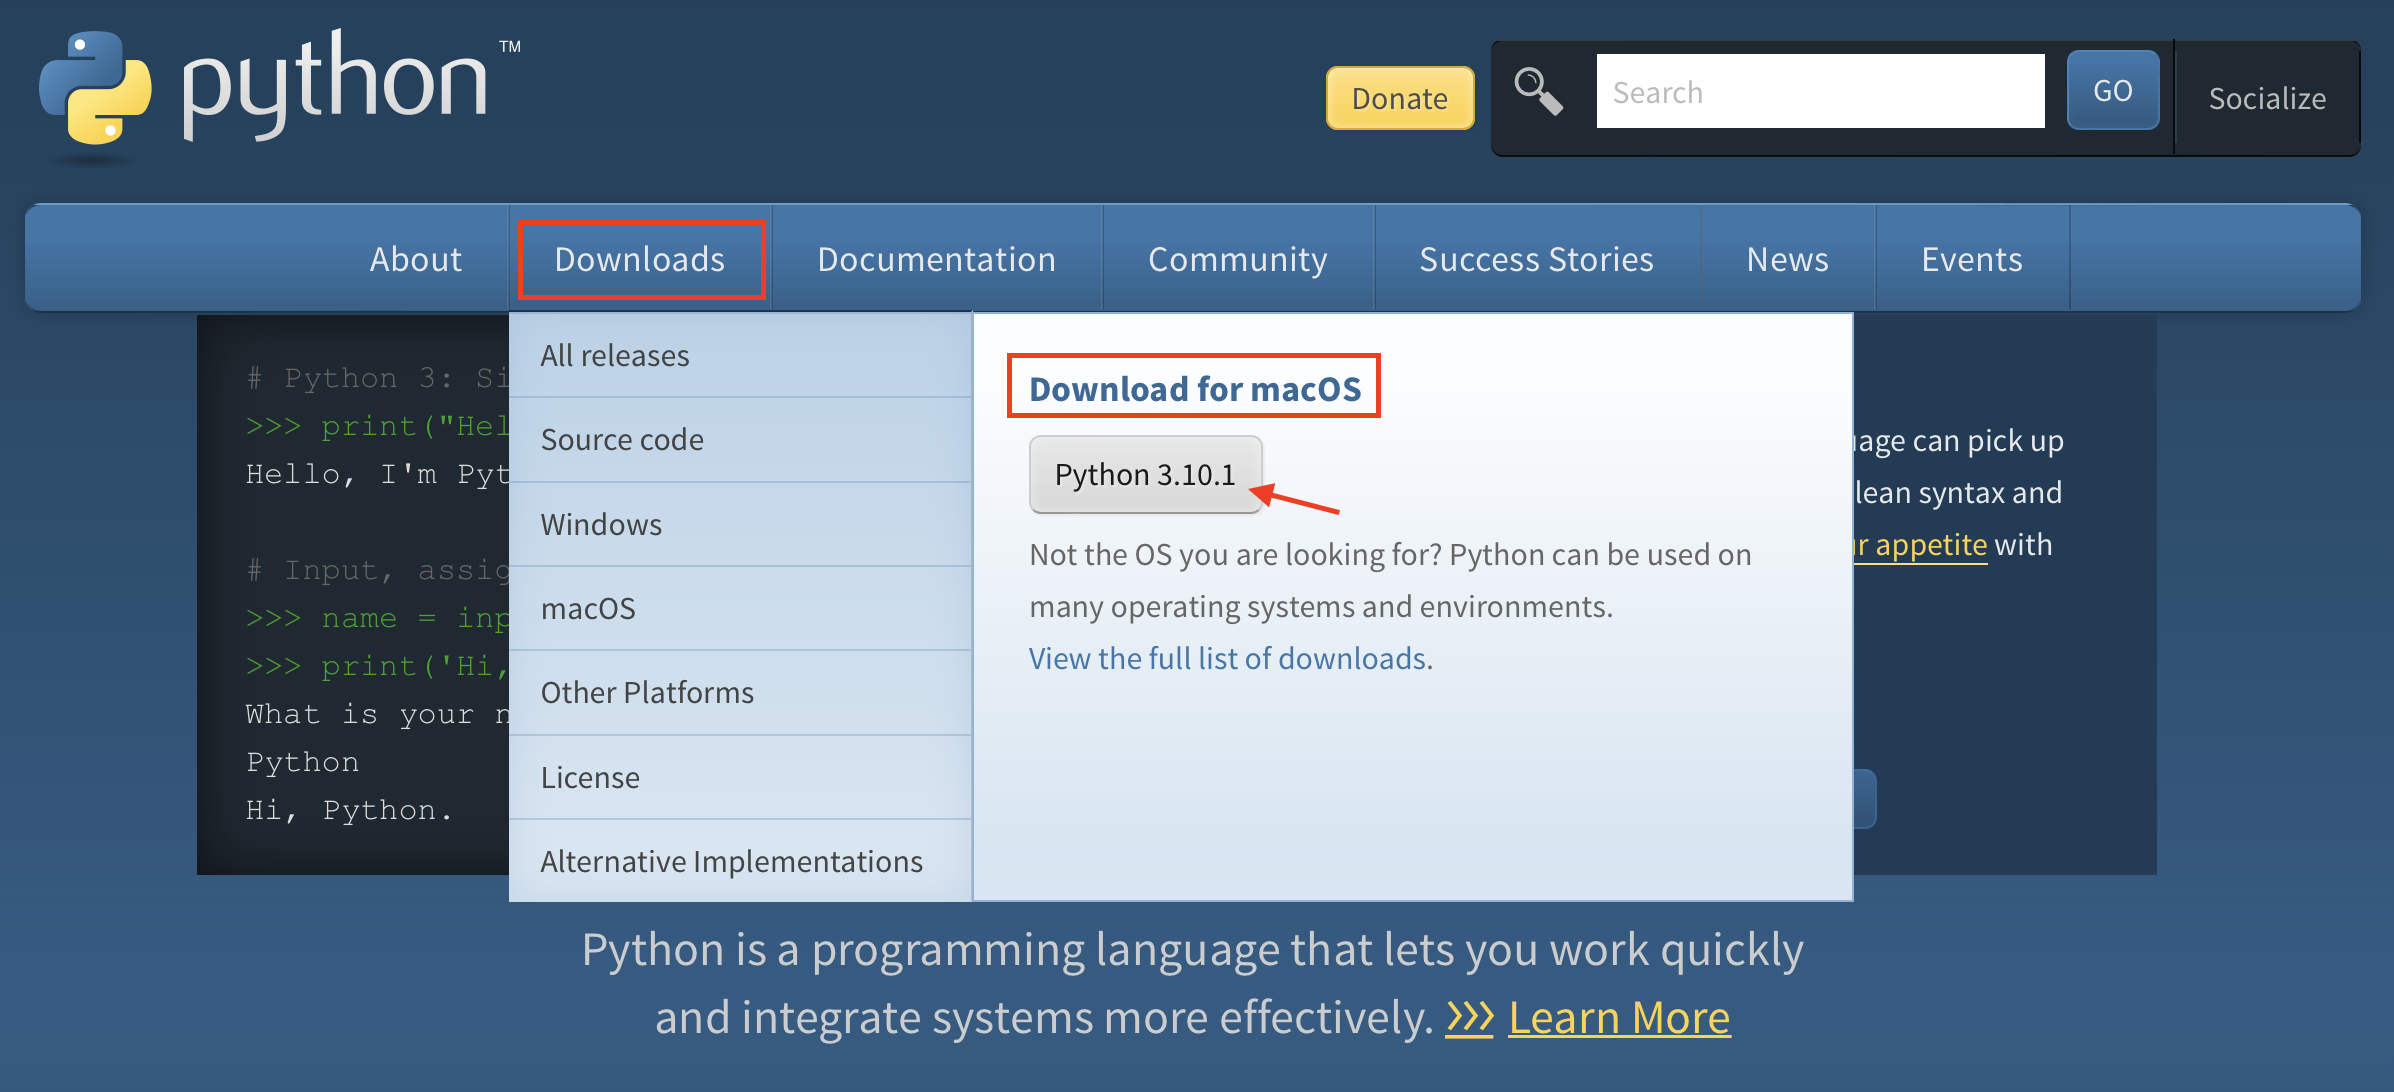 python™
Donate
Search
GO
Socialize
About
Downloads
Documentation
Community
Success Stories
News
Events
# Python 3: Si
>>> print("Hel
Hello, I'm Pyt
# Input, assig
>>> name = inp
>>> print('Hi,
What is your n
Python
Hi, Python.
All releases
Source code
Windows
macOS
Other Platforms
License
Alternative Implementations
Download for macOS
Python 3.10.1
Not the OS you are looking for? Python can be used on
many operating systems and environments.
View the full list of downloads.
uage can pick up
lean syntax and
r appetite with
Python is a programming language that lets you work quickly
and integrate systems more effectively. >>> Learn More